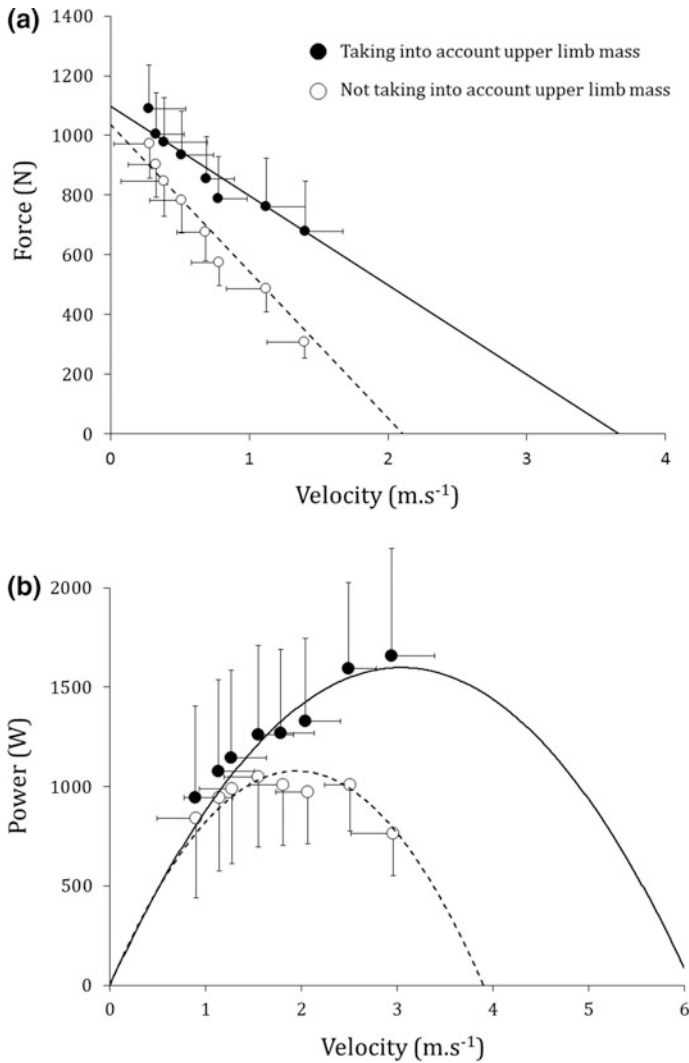 (a)
1400
1200
1000
800
600
400
200
0
Force (N)
Taking into account upper limb mass
Not taking into account upper limb mass
0 1 2 3 4
Velocity (m.s⁻¹)
(b)
2000
1500
1000
500
0
Power (W)
0 1 2 3 4 5 6
Velocity (m.s⁻¹)